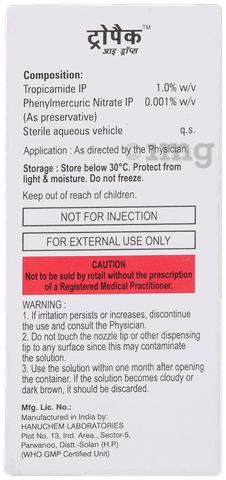 ट्रोपैक™
आइ ड्रॉप्स
Composition:
Tropicamide IP 1.0% w/v
Phenylmercuric Nitrate IP 0.001% w/v
(As preservative)
Sterile aqueous vehicle q.s.
Application : As directed by the Physician.
Storage : Store below 30°C. Protect from
light & moisture. Do not freeze.
Keep out of reach of children.
NOT FOR INJECTION
FOR EXTERNAL USE ONLY
CAUTION
Not to be sold by retail without the prescription
of a Registered Medical Practitioner.
WARNING :
1. If irritation persists or increases, discontinue
the use and consult the Physician.
2. Do not touch the nozzle tip or other dispensing
tip to any surface since this may contaminate
the solution.
3. Use the solution within one month after opening
the container. If the solution becomes cloudy or
dark brown, it should be discarded.
Mfg. Lic. No.:
Manufactured in India by:
HANUCHEM LABORATORIES
Plot No. 13, Ind. Area., Sector-5,
Parwanoo, Distt.-Solan (H.P.)
(WHO GMP Certified Unit)